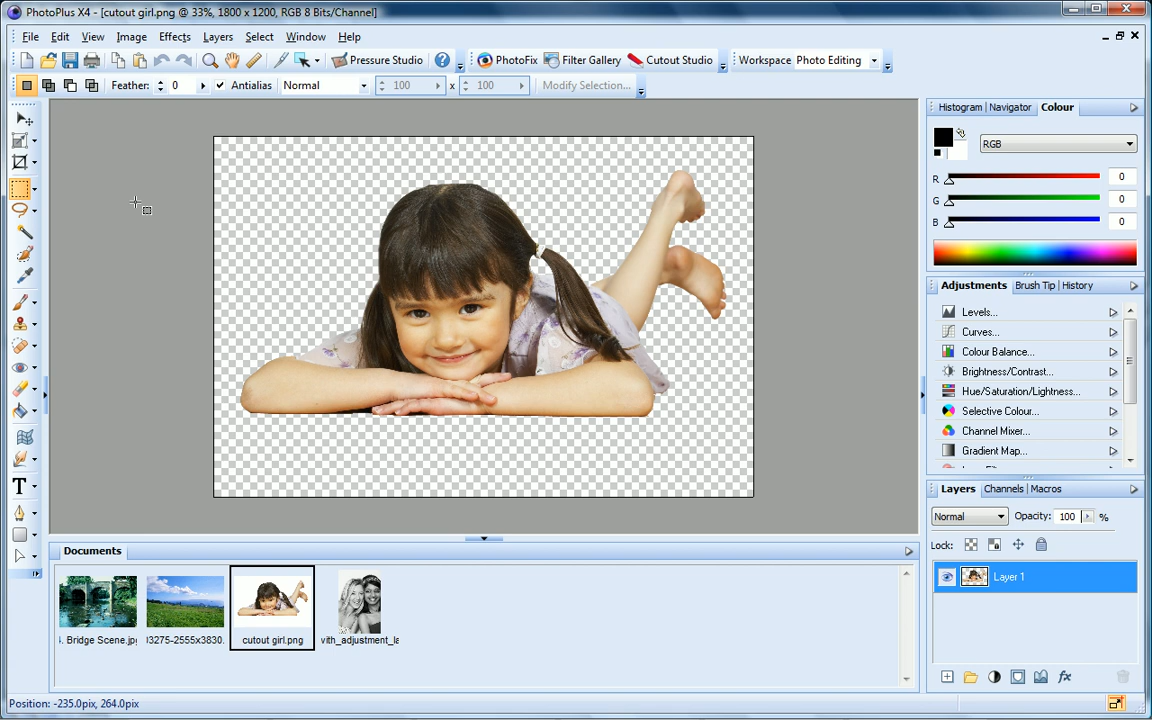 PhotoPlus X4 - [cutout girl.png @ 33%, 1800 x 1200, RGB 8 Bits/Channel]
File Edit View Image Effects Layers Select Window Help
Pressure Studio PhotoFix Filter Gallery Cutout Studio Workspace Photo Editing
Feather: 0 Antialias Normal 100 x 100 Modify Selection...
Histogram Navigator Colour
RGB
R 0
G 0
B 0
Adjustments Brush Tip History
Levels...
Curves...
Colour Balance...
Brightness/Contrast...
Hue/Saturation/Lightness...
Selective Colour...
Channel Mixer...
Gradient Map...
Layers Channels Macros
Normal Opacity: 100 %
Lock:
Layer 1
Documents
. Bridge Scene.jp
3275-2555x3830.
cutout girl.png
vith_adjustment_la
Position: -235.0pix, 264.0pix